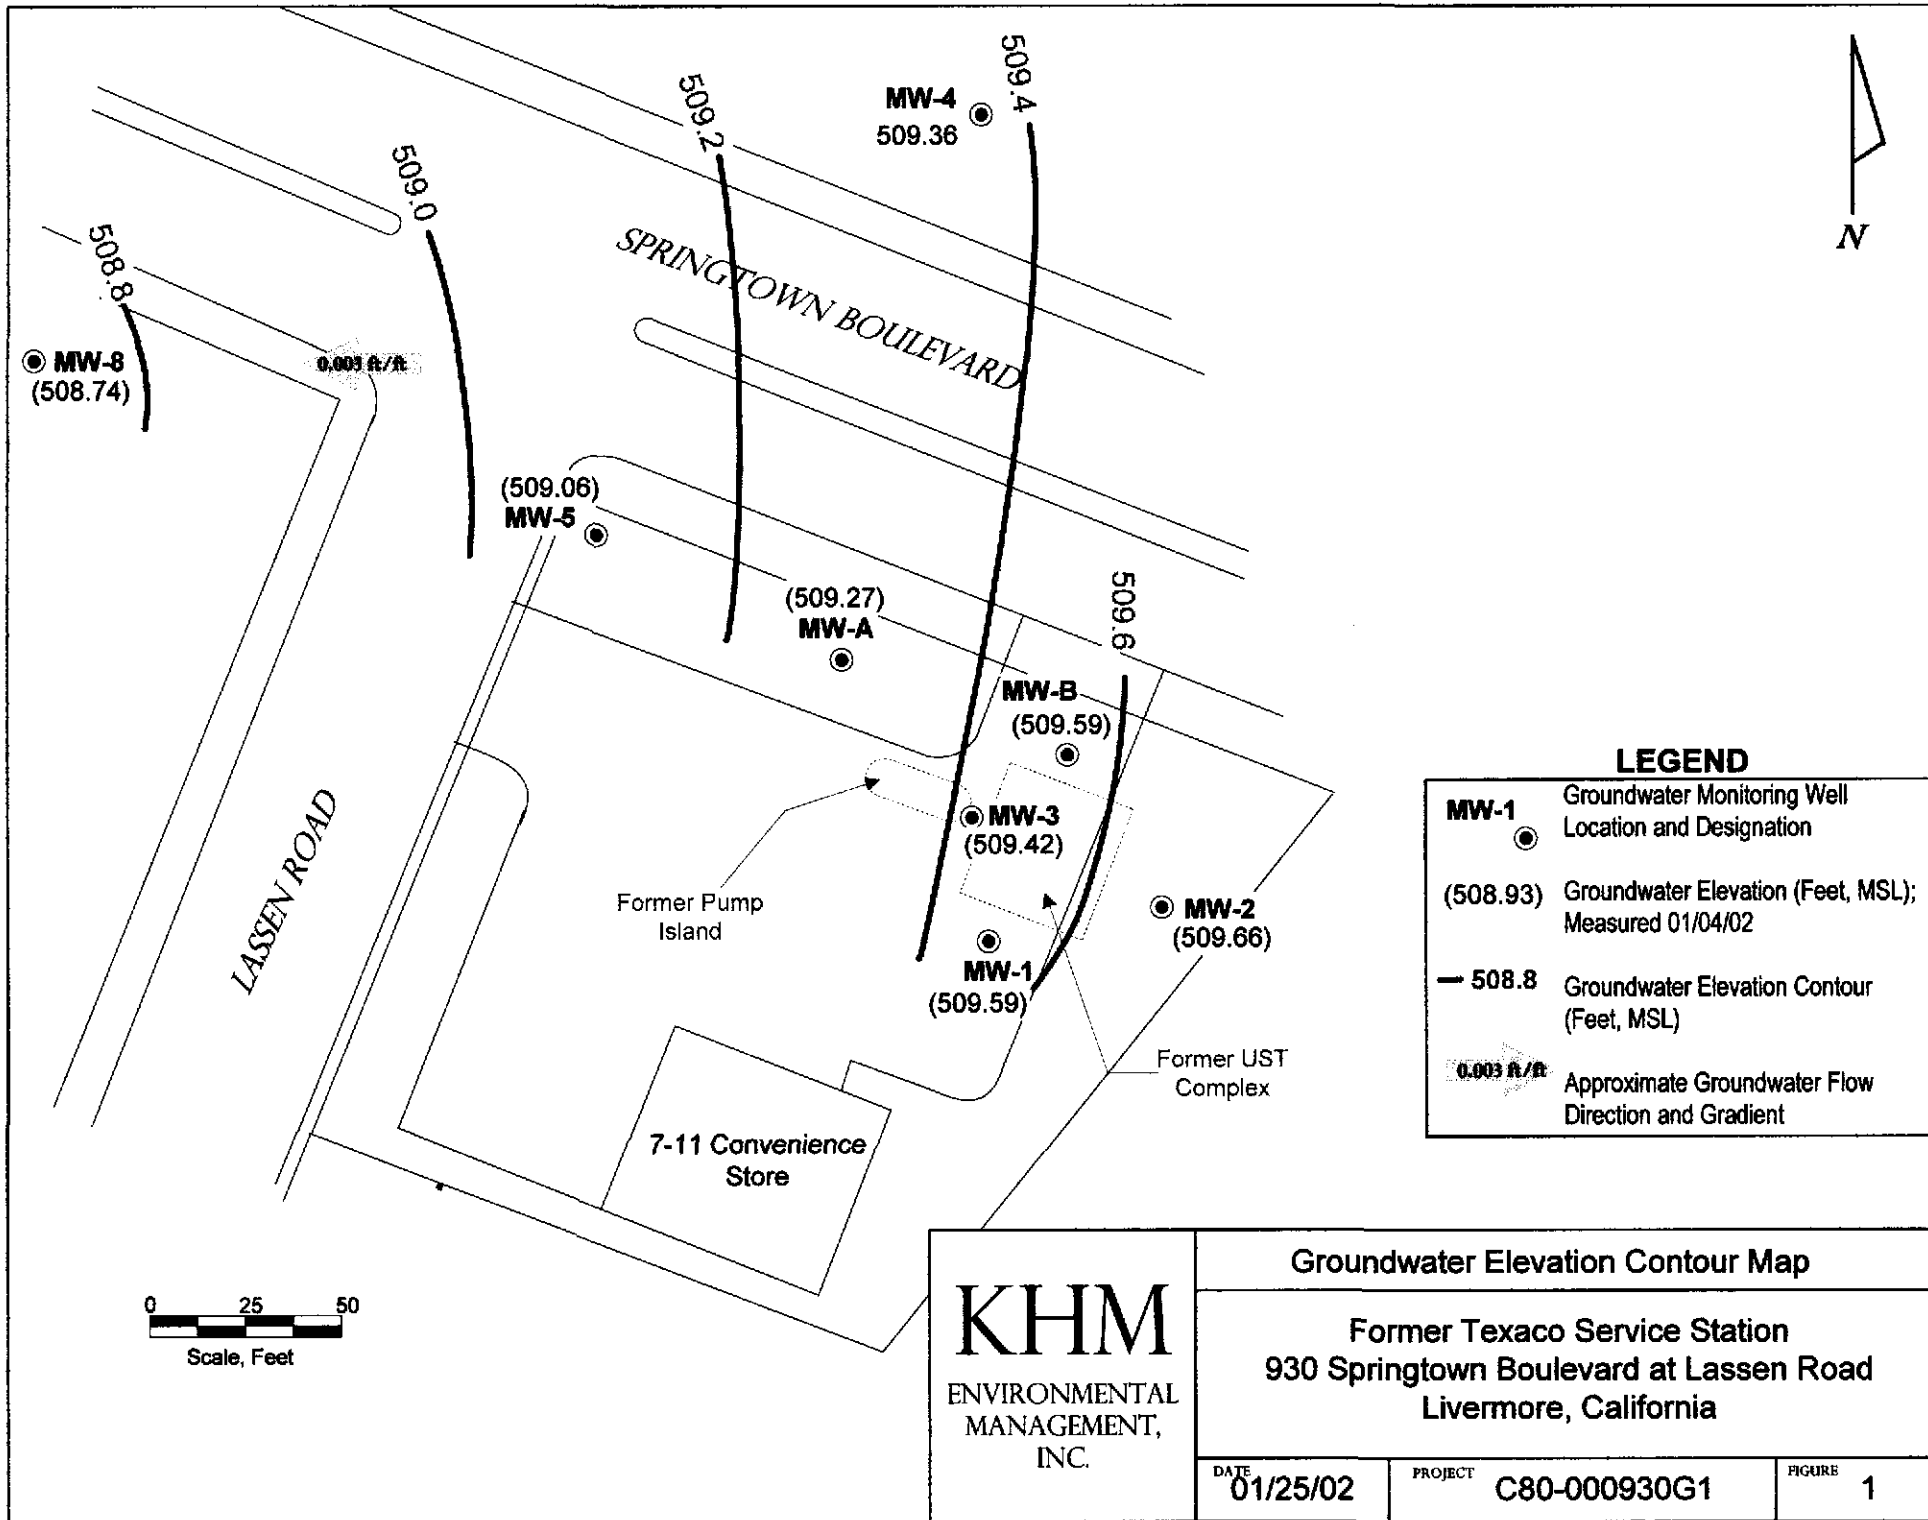 509.4
509.2
MW-4
509.36
509.0
508.8
N
SPRINGTOWN BOULEVARD
MW-8
(508.74)
0.003 ft/ft
(509.06)
MW-5
(509.27)
MW-A
509.6
MW-B
(509.59)
MW-3
(509.42)
LASSEN ROAD
Former Pump
Island
MW-2
(509.66)
MW-1
(509.59)
Former UST
Complex
7-11 Convenience
Store
LEGEND
MW-1
Groundwater Monitoring Well
Location and Designation
(508.93)
Groundwater Elevation (Feet, MSL);
Measured 01/04/02
508.8
Groundwater Elevation Contour
(Feet, MSL)
0.003 ft/ft
Approximate Groundwater Flow
Direction and Gradient
0 25 50
Scale, Feet
KHM
ENVIRONMENTAL
MANAGEMENT,
INC.
Groundwater Elevation Contour Map
Former Texaco Service Station
930 Springtown Boulevard at Lassen Road
Livermore, California
DATE 01/25/02
PROJECT C80-000930G1
FIGURE 1